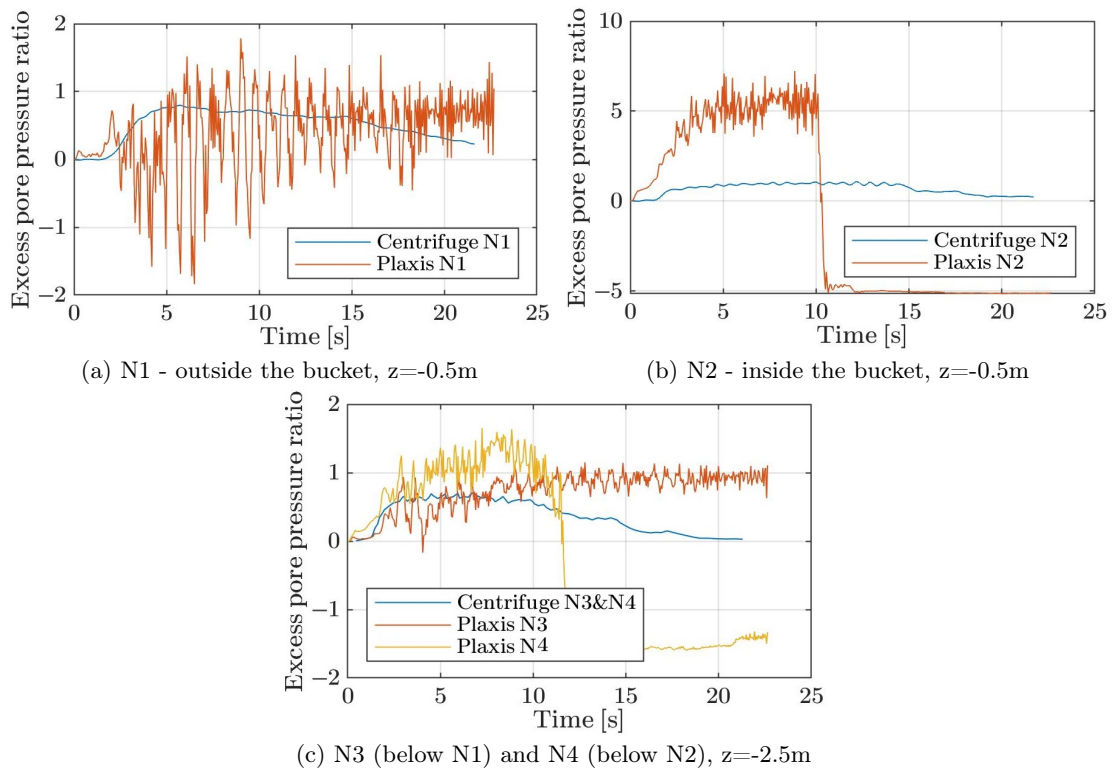 Excess pore pressure ratio
2
1
0
−1
−2
Centrifuge N1
Plaxis N1
0 5 10 15 20 25
Time [s]
(a) N1 - outside the bucket, z=-0.5m
Excess pore pressure ratio
10
5
0
−5
Centrifuge N2
Plaxis N2
0 5 10 15 20 25
Time [s]
(b) N2 - inside the bucket, z=-0.5m
Excess pore pressure ratio
2
1
0
−1
−2
Centrifuge N3&N4
Plaxis N3
Plaxis N4
0 5 10 15 20 25
Time [s]
(c) N3 (below N1) and N4 (below N2), z=-2.5m